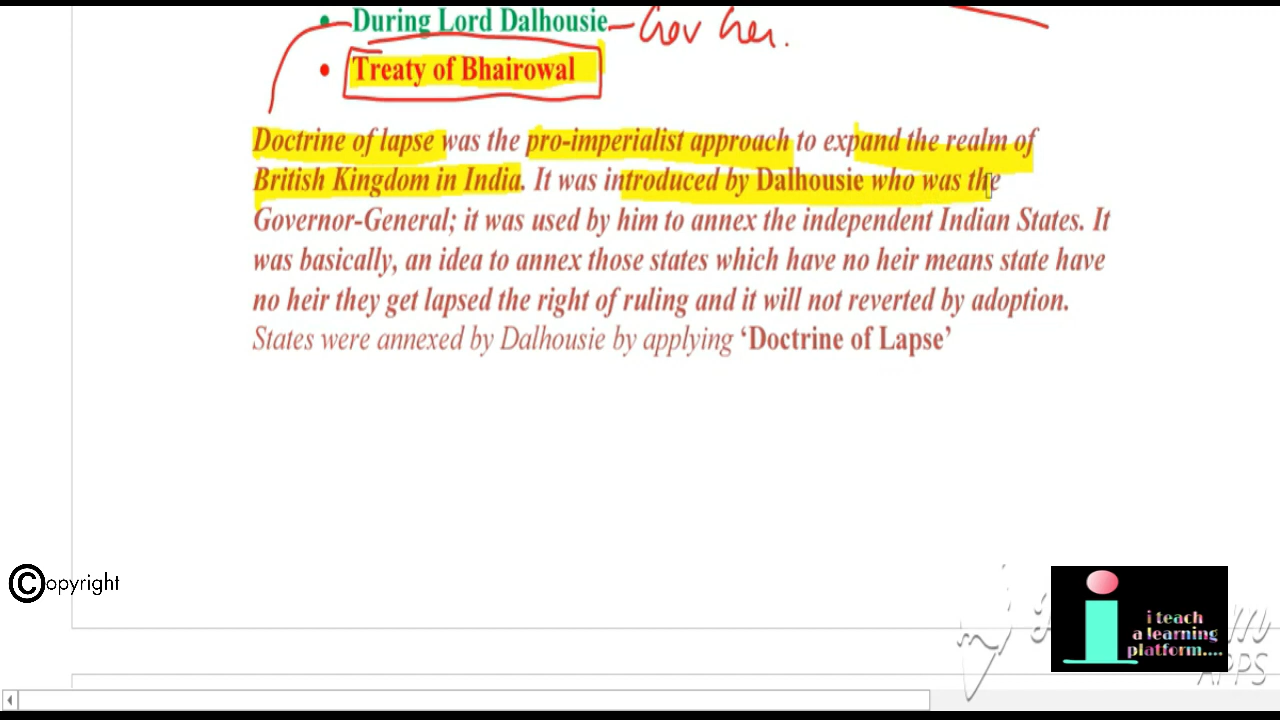 During Lord Dalhousie Gov Gen.
Treaty of Bhairowal
Doctrine of lapse was the pro-imperialist approach to expand the realm of
British Kingdom in India. It was introduced by Dalhousie who was the
Governor-General; it was used by him to annex the independent Indian States. It
was basically, an idea to annex those states which have no heir means state have
no heir they get lapsed the right of ruling and it will not reverted by adoption.
States were annexed by Dalhousie by applying ‘Doctrine of Lapse’
©opyright
i teach
a learning
platform....
APPS